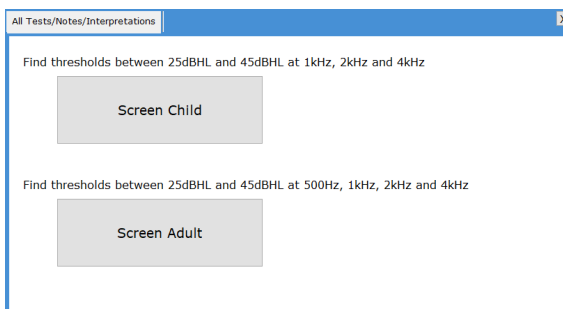 All Tests/Notes/Interpretations
X
Find thresholds between 25dBHL and 45dBHL at 1kHz, 2kHz and 4kHz
Screen Child
Find thresholds between 25dBHL and 45dBHL at 500Hz, 1kHz, 2kHz and 4kHz
Screen Adult